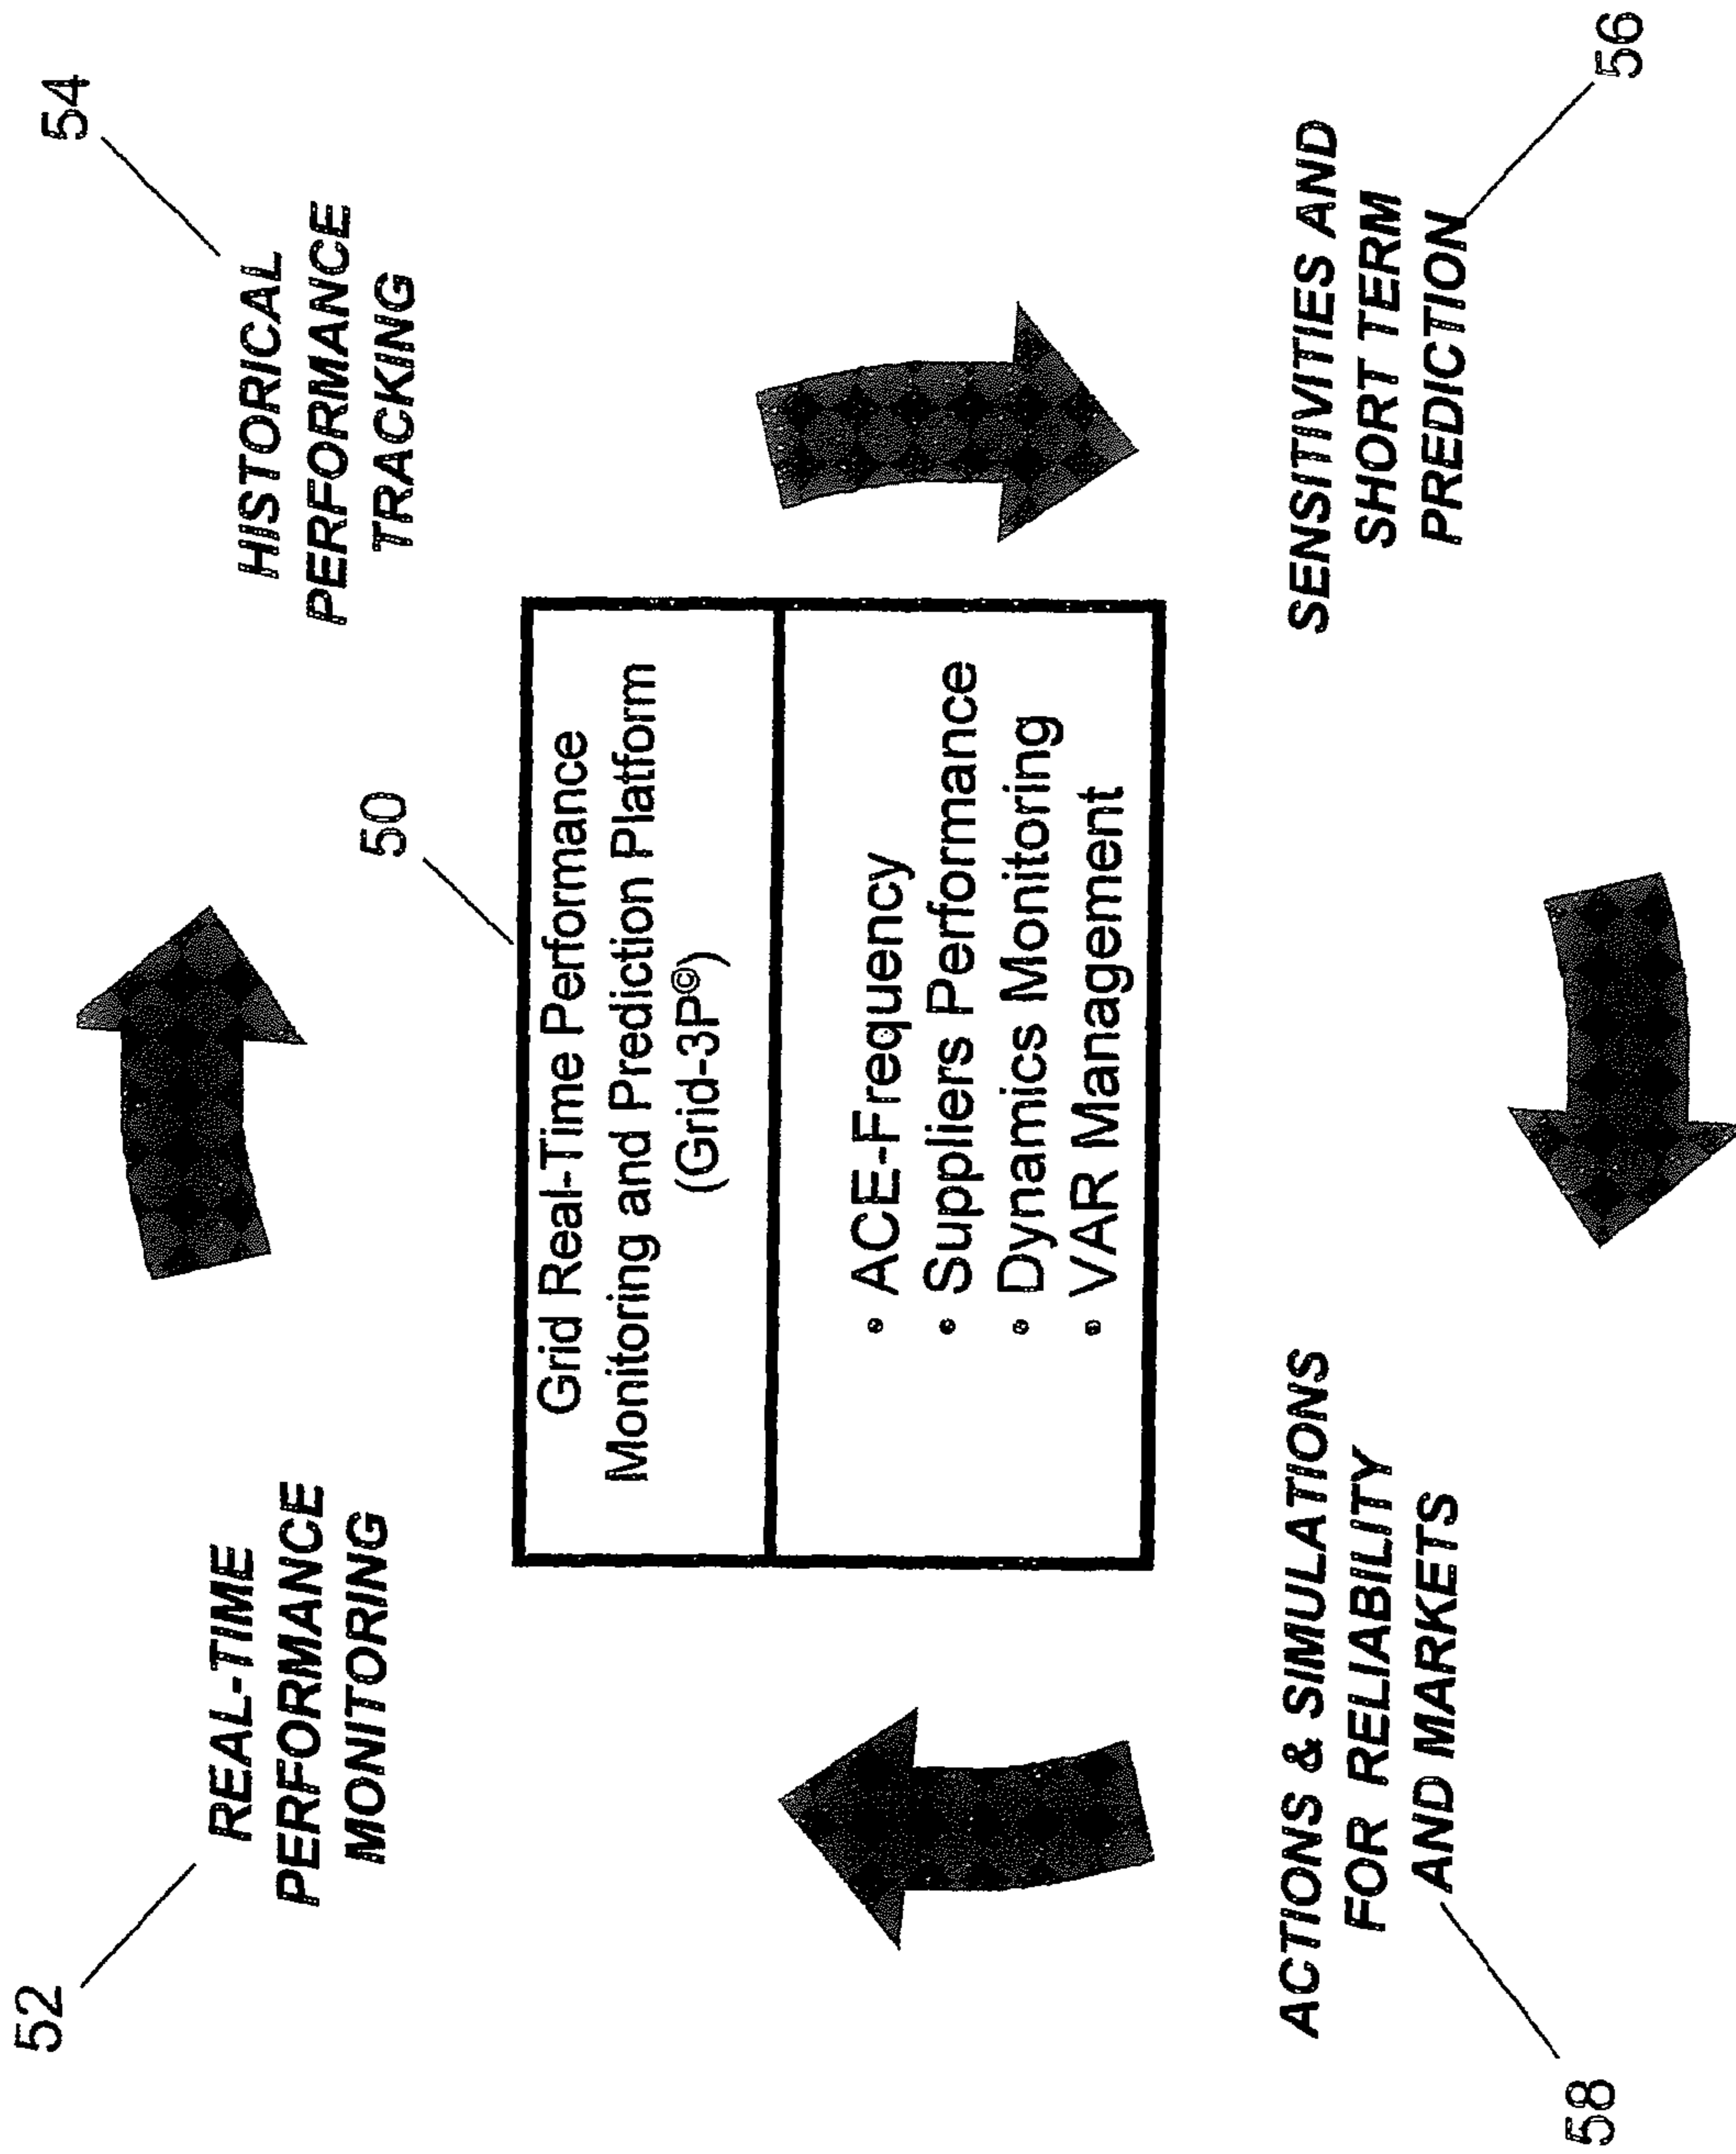 52
REAL-TIME
PERFORMANCE
MONITORING
54
HISTORICAL
PERFORMANCE
TRACKING
50
Grid Real-Time Performance
Monitoring and Prediction Platform
(Grid-3P©)
• ACE-Frequency
• Suppliers Performance
• Dynamics Monitoring
• VAR Management
58
ACTIONS & SIMULATIONS
FOR RELIABILITY
AND MARKETS
SENSITIVITIES AND
SHORT TERM
PREDICTION
56